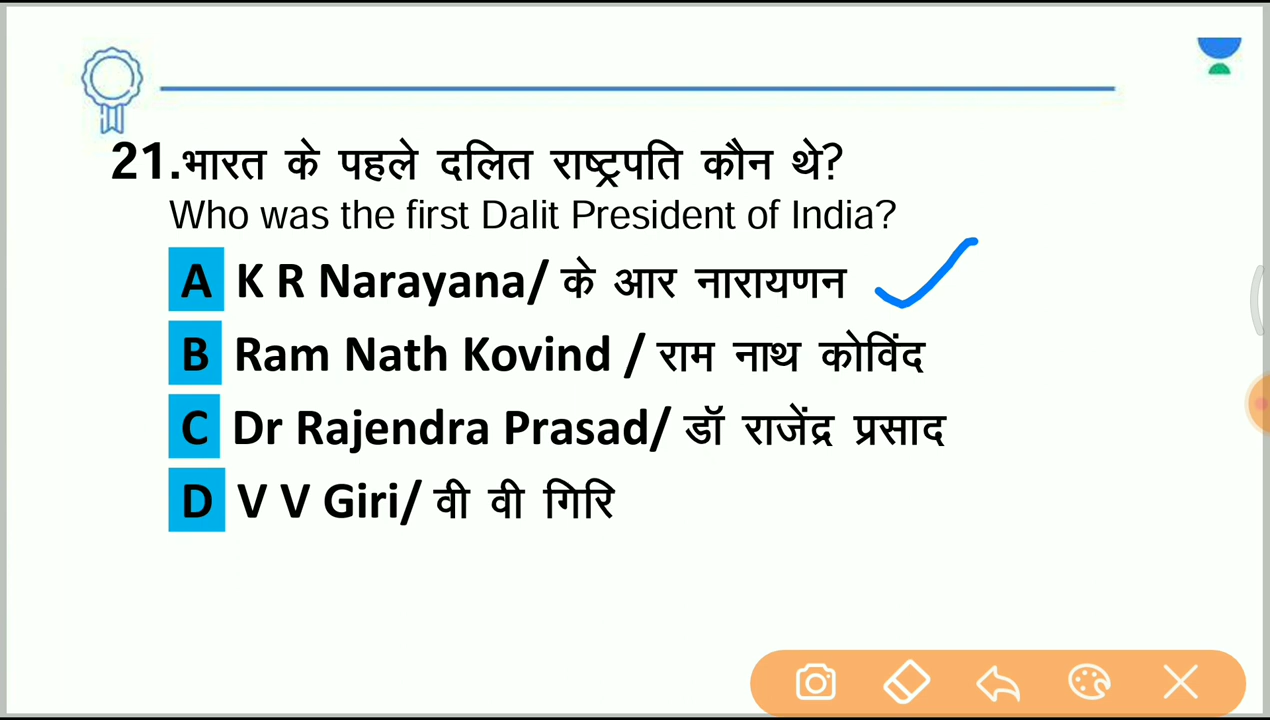 21.भारत के पहले दलित राष्ट्रपति कौन थे?
Who was the first Dalit President of India?
A K R Narayana/ के आर नारायणन
B Ram Nath Kovind / राम नाथ कोविंद
C Dr Rajendra Prasad/ डॉ राजेंद्र प्रसाद
D V V Giri/ वी वी गिरि